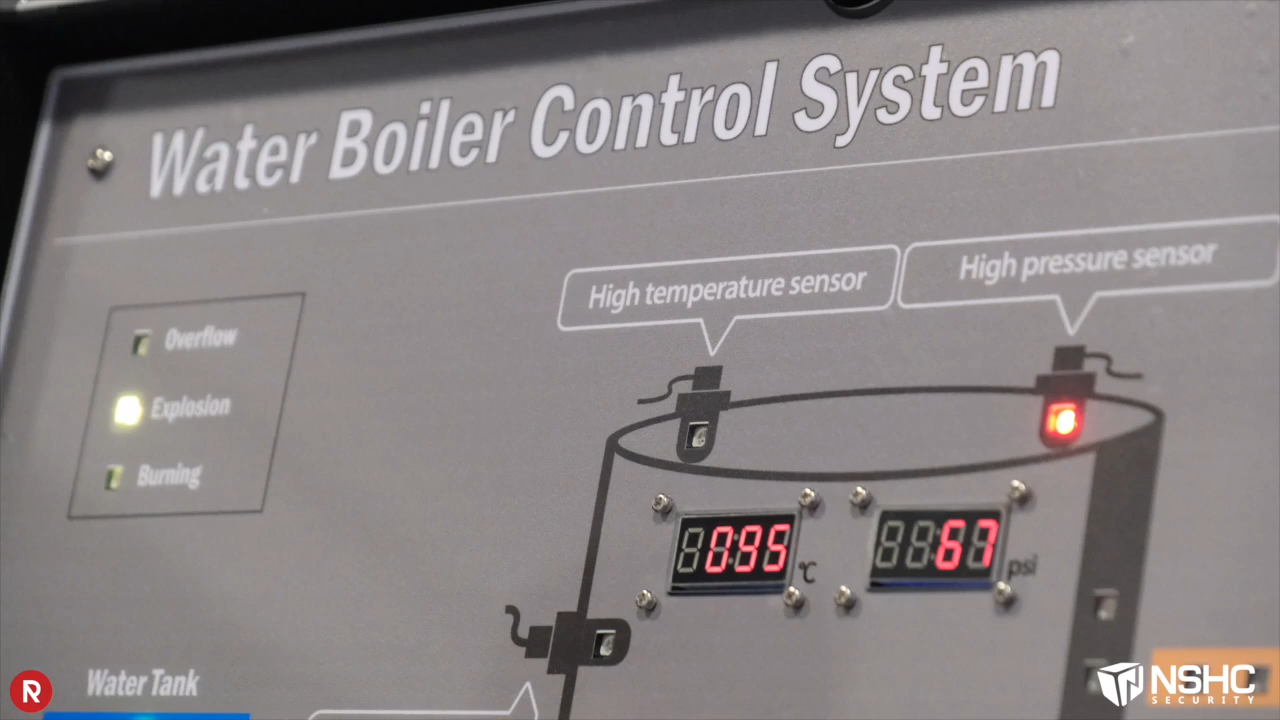 Water Boiler Control System
High temperature sensor
High pressure sensor
Overflow
Explosion
Burning
095
℃
67
psi
Water Tank
R
NSHC
SECURITY